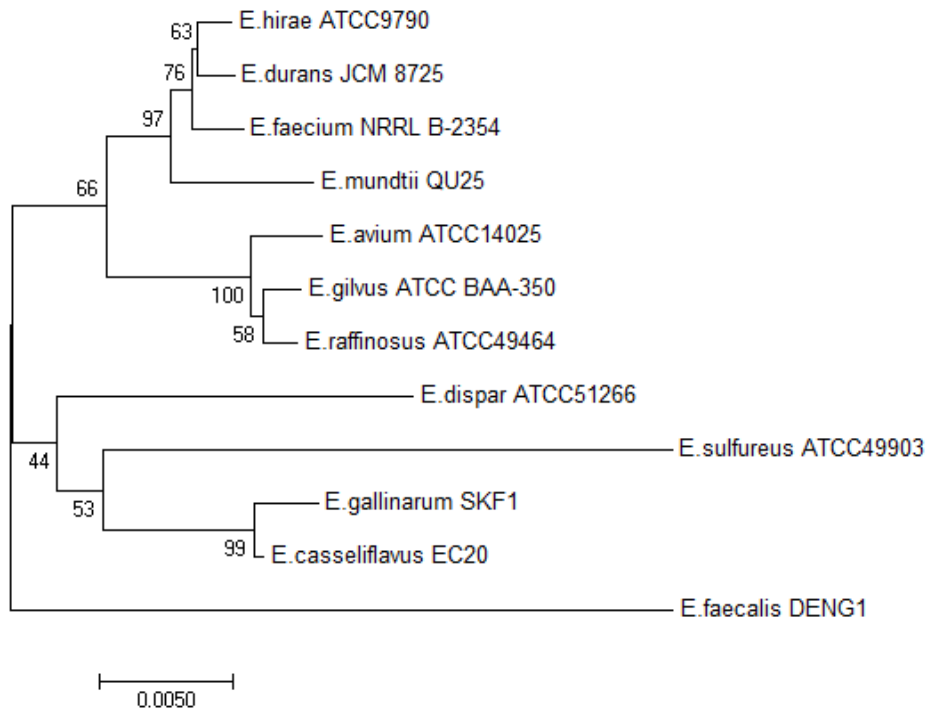 E.hirae ATCC9790
63
E.durans JCM 8725
76
E.faecium NRRL B-2354
97
E.mundtii QU25
66
E.avium ATCC14025
E.gilvus ATCC BAA-350
100
E.raffinosus ATCC49464
58
E.dispar ATCC51266
E.sulfureus ATCC49903
44
E.gallinarum SKF1
53
E.casseliflavus EC20
99
E.faecalis DENG1
0.0050